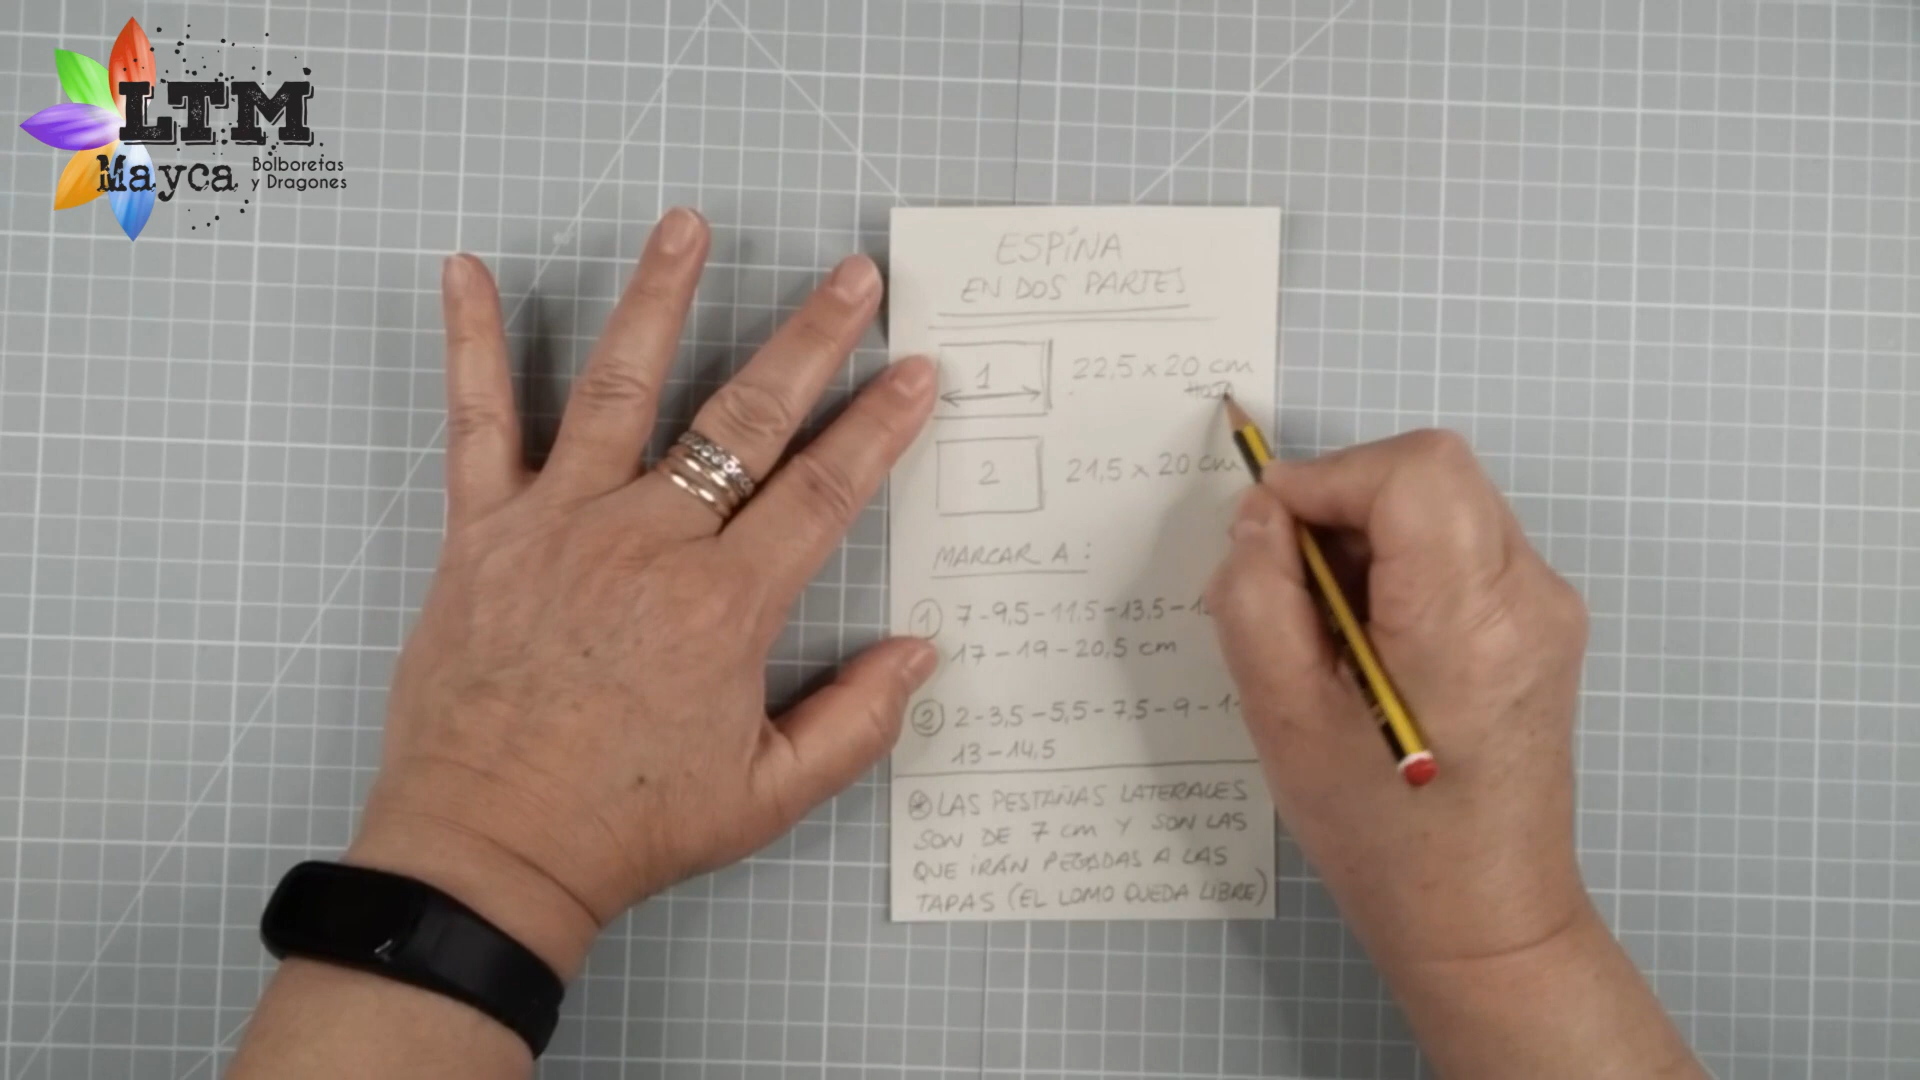 LTM
Mayca Bolboretas
y Dragones
ESPINA
EN DOS PARTES
1 22,5 x 20 cm
2 21,5 x 20 cm
MARCAR A:
1 7-9,5-11,5-13,5-
17-19-20,5 cm
2 2-3,5-5,5-7,5-9-
13-14,5
* LAS PESTAÑAS LATERALES
SON DE 7 cm Y SON LAS
QUE IRÁN PEGADAS A LAS
TAPAS (EL LOMO QUEDA LIBRE)